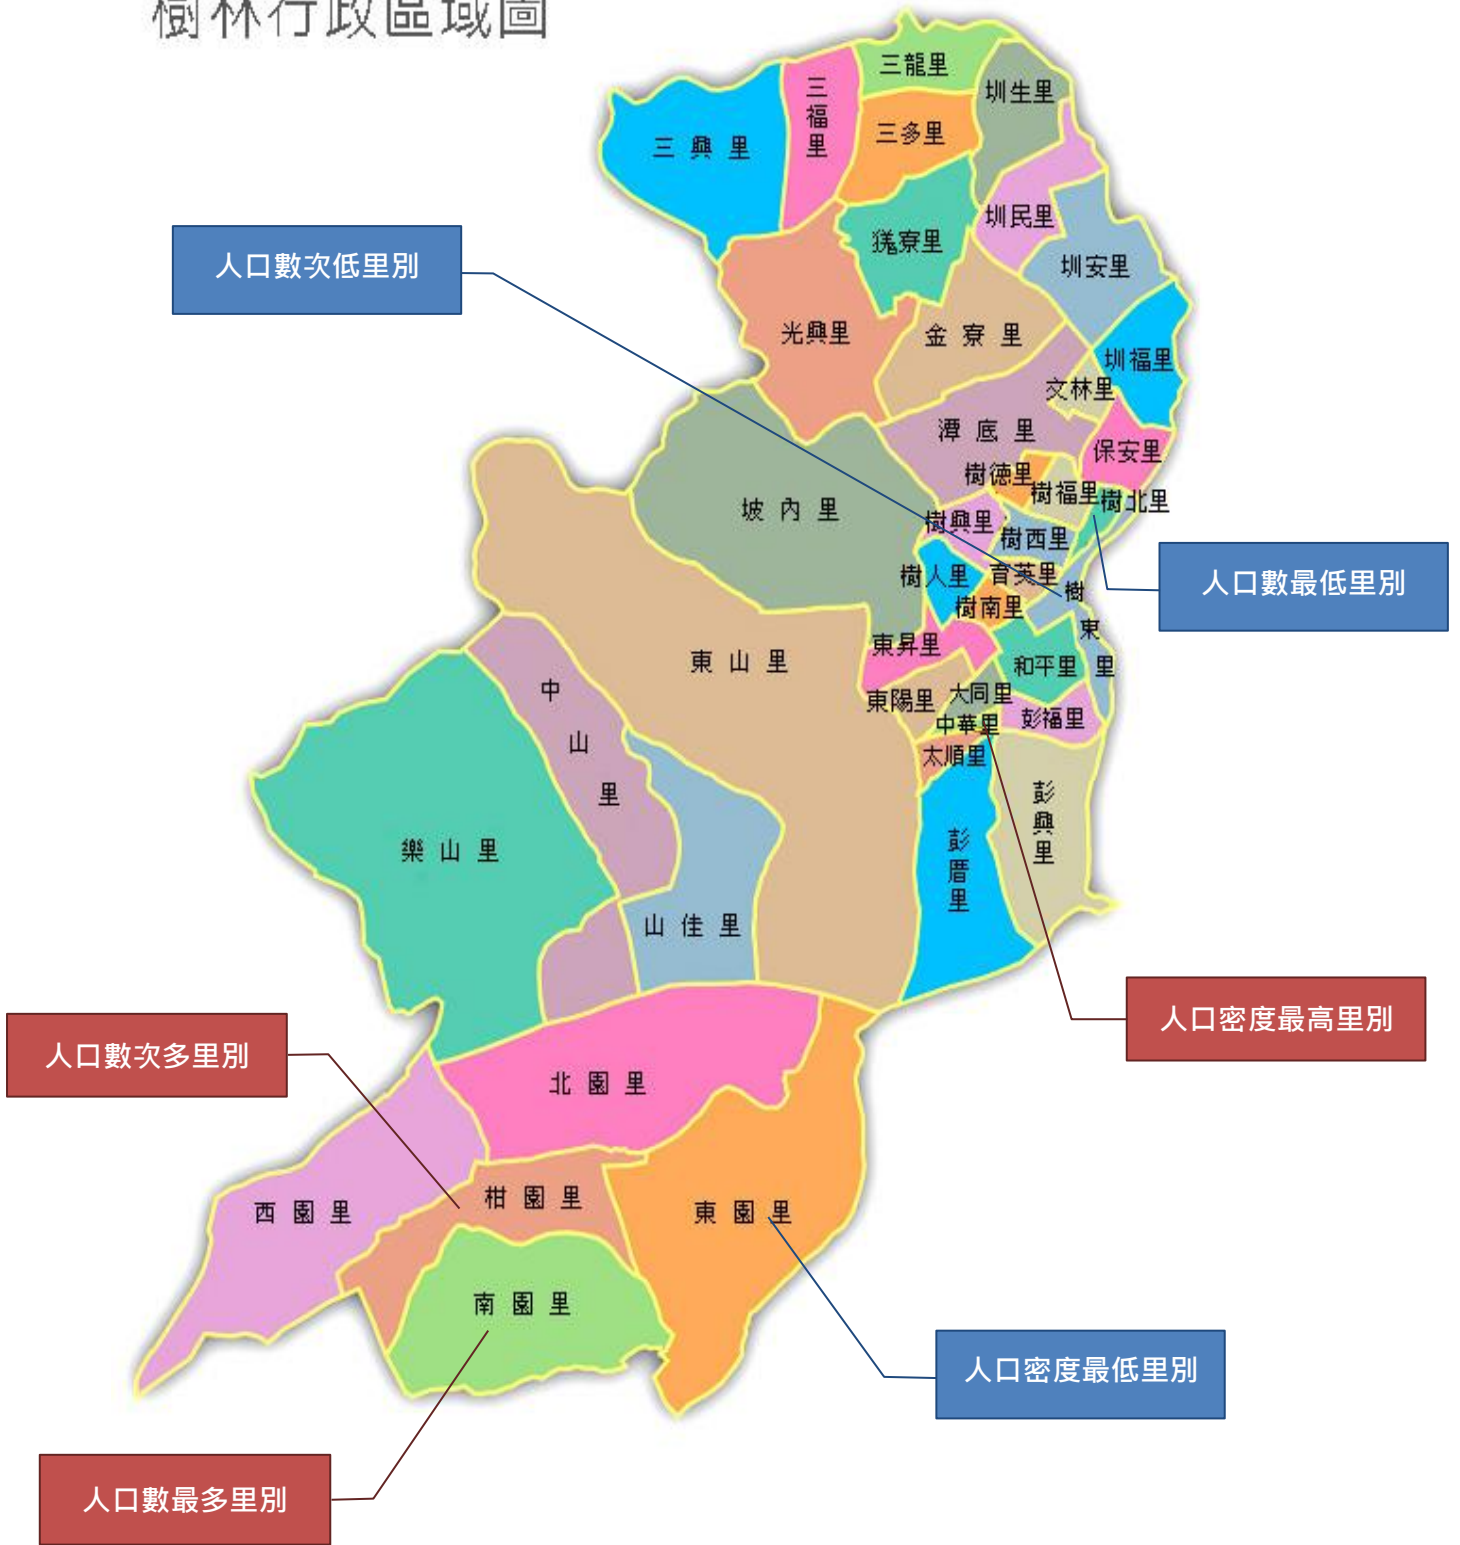 樹林行政區域圖
三龍里
圳生里
三福里
三多里
三興里
圳民里
獇寮里
圳安里
人口數次低里別
光興里
金寮里
圳福里
文林里
潭底里
保安里
樹德里
樹福里
樹北里
坡內里
樹興里
樹西里
樹人里
育英里
人口數最低里別
樹南里
樹東里
東昇里
東山里
和平里
中山里
東陽里
大同里
彭福里
中華里
太順里
彭興里
樂山里
彭厝里
山佳里
人口密度最高里別
人口數次多里別
北園里
柑園里
西園里
東園里
南園里
人口密度最低里別
人口數最多里別